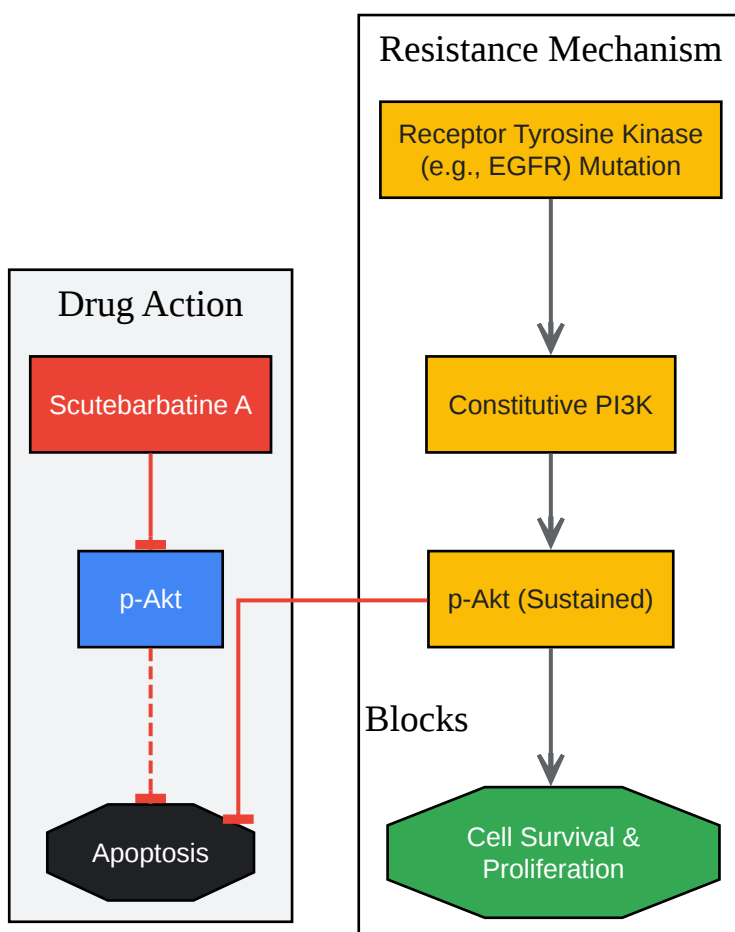 Resistance Mechanism
Receptor Tyrosine Kinase
(e.g., EGFR) Mutation
Drug Action
Scutebarbatine A
Constitutive PI3K
p-Akt
p-Akt (Sustained)
Blocks
Apoptosis
Cell Survival &
Proliferation